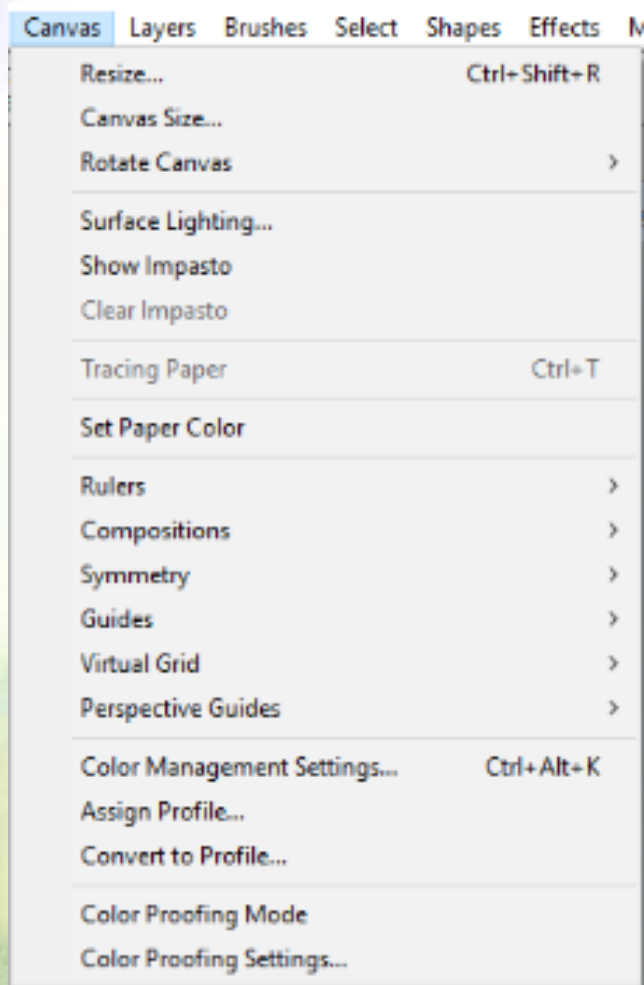 Canvas Layers Brushes Select Shapes Effects
Resize... Ctrl+Shift+R
Canvas Size...
Rotate Canvas
Surface Lighting...
Show Impasto
Clear Impasto
Tracing Paper Ctrl+T
Set Paper Color
Rulers
Compositions
Symmetry
Guides
Virtual Grid
Perspective Guides
Color Management Settings... Ctrl+Alt+K
Assign Profile...
Convert to Profile...
Color Proofing Mode
Color Proofing Settings...